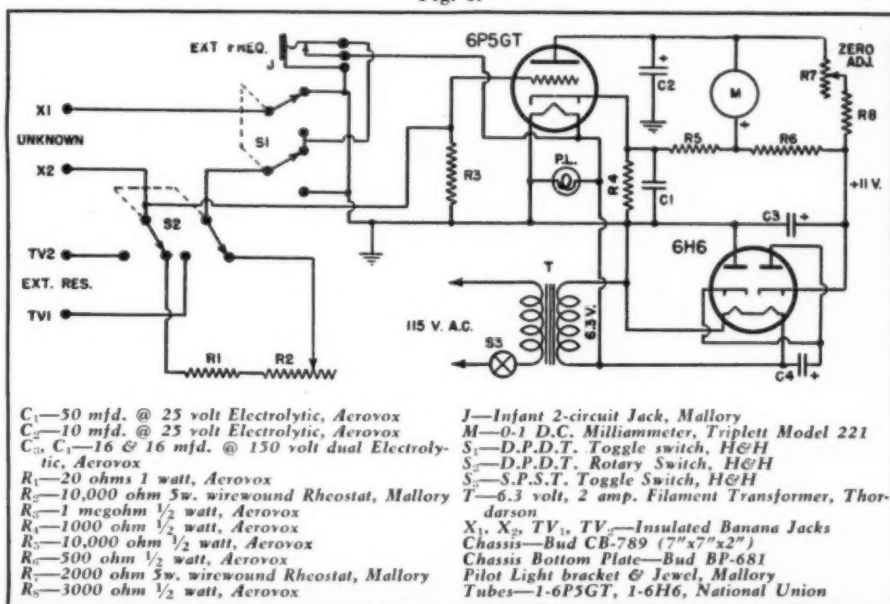 6P5GT
EXT FREQ.
J
ZERO
ADJ.
C2
R7
M
R8
X1
S1
UNKNOWN
X2
R3
P.L.
R4
R5
R6
C1
+11 V.
C3
S2
6H6
TV2
EXT. RES.
TV1
T
115 V. A.C.
6.3 V.
S3
C4
R1
R2
C₁—50 mfd. @ 25 volt Electrolytic, Aerovox
C₂—10 mfd. @ 25 volt Electrolytic, Aerovox
C₃, C₄—16 & 16 mfd. @ 150 volt dual Electroly-
tic, Aerovox
R₁—20 ohms 1 watt, Aerovox
R₂—10,000 ohm 5w. wirewound Rheostat, Mallory
R₃—1 megohm ½ watt, Aerovox
R₄—1000 ohm ½ watt, Aerovox
R₅—10,000 ohm ½ watt, Aerovox
R₆—500 ohm ½ watt, Aerovox
R₇—2000 ohm 5w. wirewound Rheostat, Mallory
R₈—3000 ohm ½ watt, Aerovox
J—Infant 2-circuit Jack, Mallory
M—0-1 D.C. Milliammeter, Triplett Model 221
S₁—D.P.D.T. Toggle switch, H&H
S₂—D.P.D.T. Rotary Switch, H&H
S₃—S.P.S.T. Toggle Switch, H&H
T—6.3 volt, 2 amp. Filament Transformer, Thor-
darson
X₁, X₂, TV₁, TV₂—Insulated Banana Jacks
Chassis—Bud CB-789 (7"x7"x2")
Chassis Bottom Plate—Bud BP-681
Pilot Light bracket & Jewel, Mallory
Tubes—1-6P5GT, 1-6H6, National Union